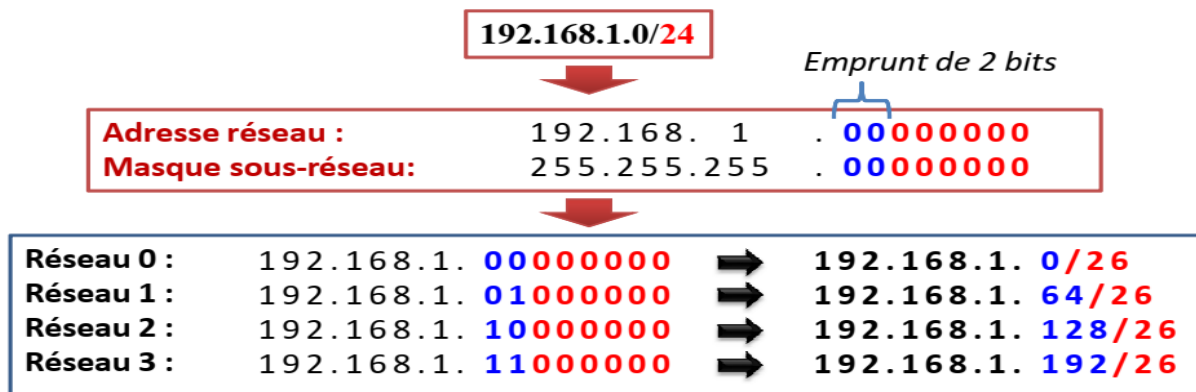 192.168.1.0/24
Emprunt de 2 bits
Adresse réseau : 192.168. 1 .00000000
Masque sous-réseau: 255.255.255 .00000000
Réseau 0 : 192.168.1. 00000000 192.168.1. 0/26
Réseau 1 : 192.168.1. 01000000 192.168.1. 64/26
Réseau 2 : 192.168.1. 10000000 192.168.1. 128/26
Réseau 3 : 192.168.1. 11000000 192.168.1. 192/26